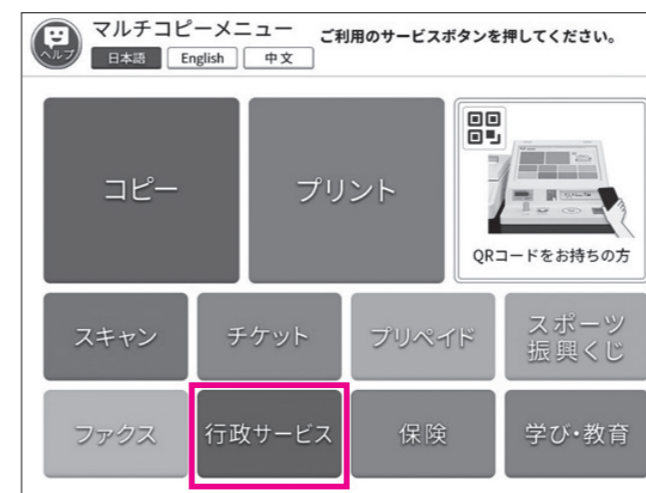 ヘルプ
マルチコピーメニュー
ご利用のサービスボタンを押してください。
日本語 English 中文
コピー
プリント
QRコードをお持ちの方
スキャン
チケット
プリペイド
スポーツ
振興くじ
ファクス
行政サービス
保険
学び・教育